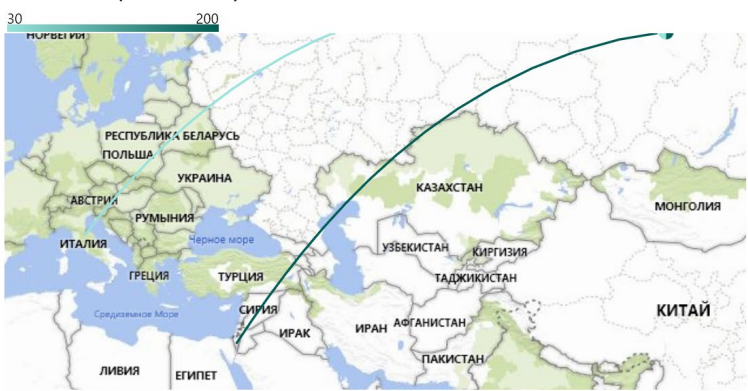 30 200
НОРВЕГИЯ
РЕСПУБЛИКА БЕЛАРУСЬ
ПОЛЬША
УКРАИНА
КАЗАХСТАН
АВСТРИЯ
МОНГОЛИЯ
РУМЫНИЯ
ИТАЛИЯ
Черное море
УЗБЕКИСТАН
КИРГИЗИЯ
ГРЕЦИЯ
ТУРЦИЯ
ТАДЖИКИСТАН
Средиземное Море
СИРИЯ
КИТАЙ
ИРАК
ИРАН
АФГАНИСТАН
ПАКИСТАН
ЛИВИЯ
ЕГИПЕТ